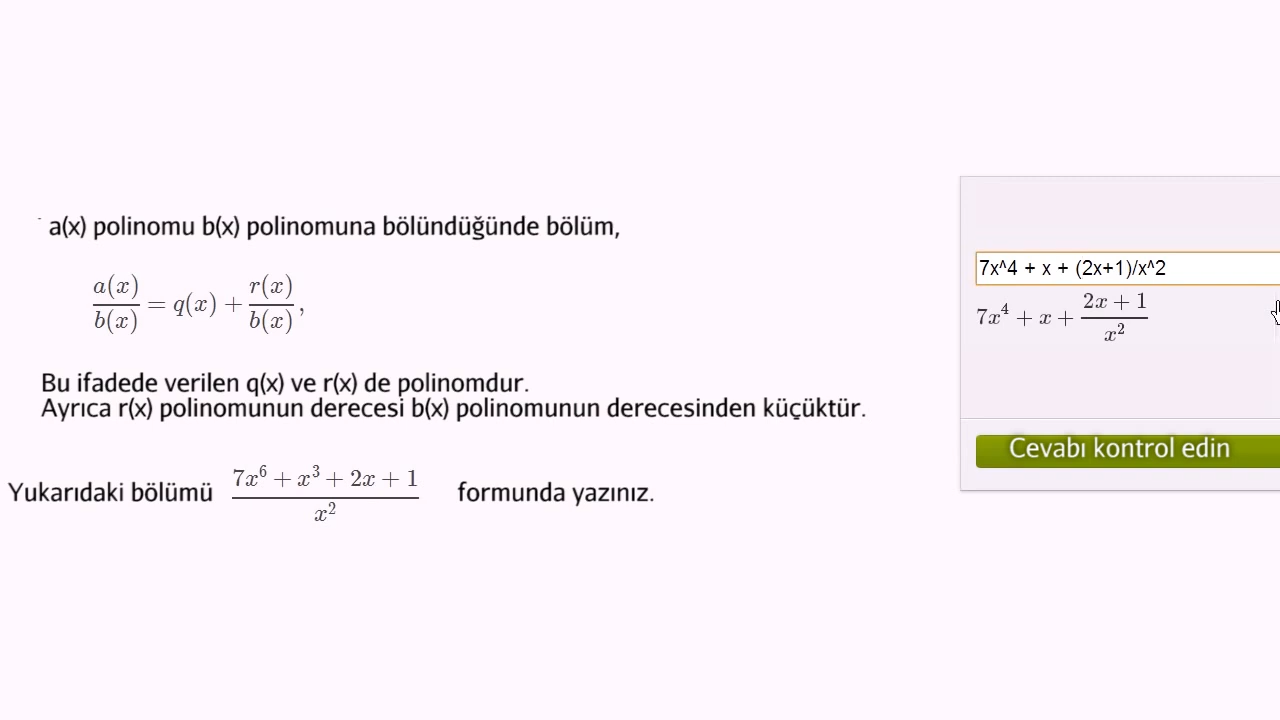 a(x) polinomu b(x) polinomuna bölündüğünde bölüm,
a(x)/b(x) = q(x) + r(x)/b(x),
Bu ifadede verilen q(x) ve r(x) de polinomdur.
Ayrıca r(x) polinomunun derecesi b(x) polinomunun derecesinden küçüktür.
Yukarıdaki bölümü (7x^6 + x^3 + 2x + 1)/x^2 formunda yazınız.
7x^4 + x + (2x+1)/x^2
7x^4 + x + (2x + 1)/x^2
Cevabı kontrol edin